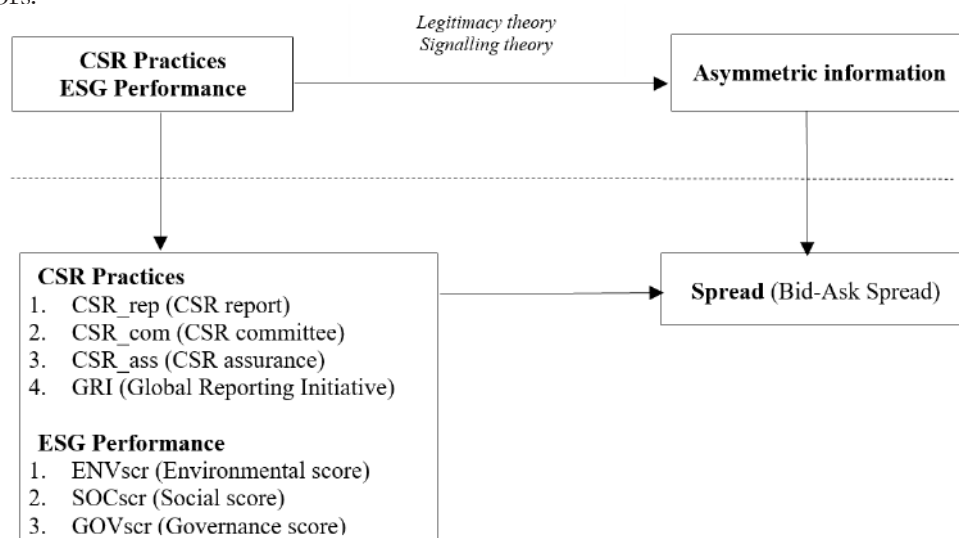 Legitimacy theory
Signalling theory
CSR Practices
ESG Performance
Asymmetric information
CSR Practices
1. CSR_rep (CSR report)
2. CSR_com (CSR committee)
3. CSR_ass (CSR assurance)
4. GRI (Global Reporting Initiative)
ESG Performance
1. ENVscr (Environmental score)
2. SOCscr (Social score)
3. GOVscr (Governance score)
Spread (Bid-Ask Spread)